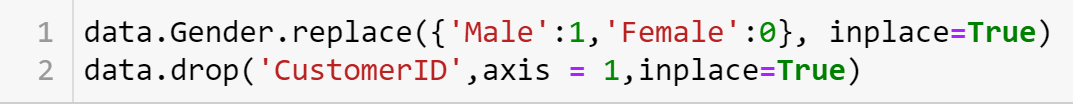 1 data.Gender.replace({'Male':1,'Female':0}, inplace=True)
2 data.drop('CustomerID',axis = 1,inplace=True)